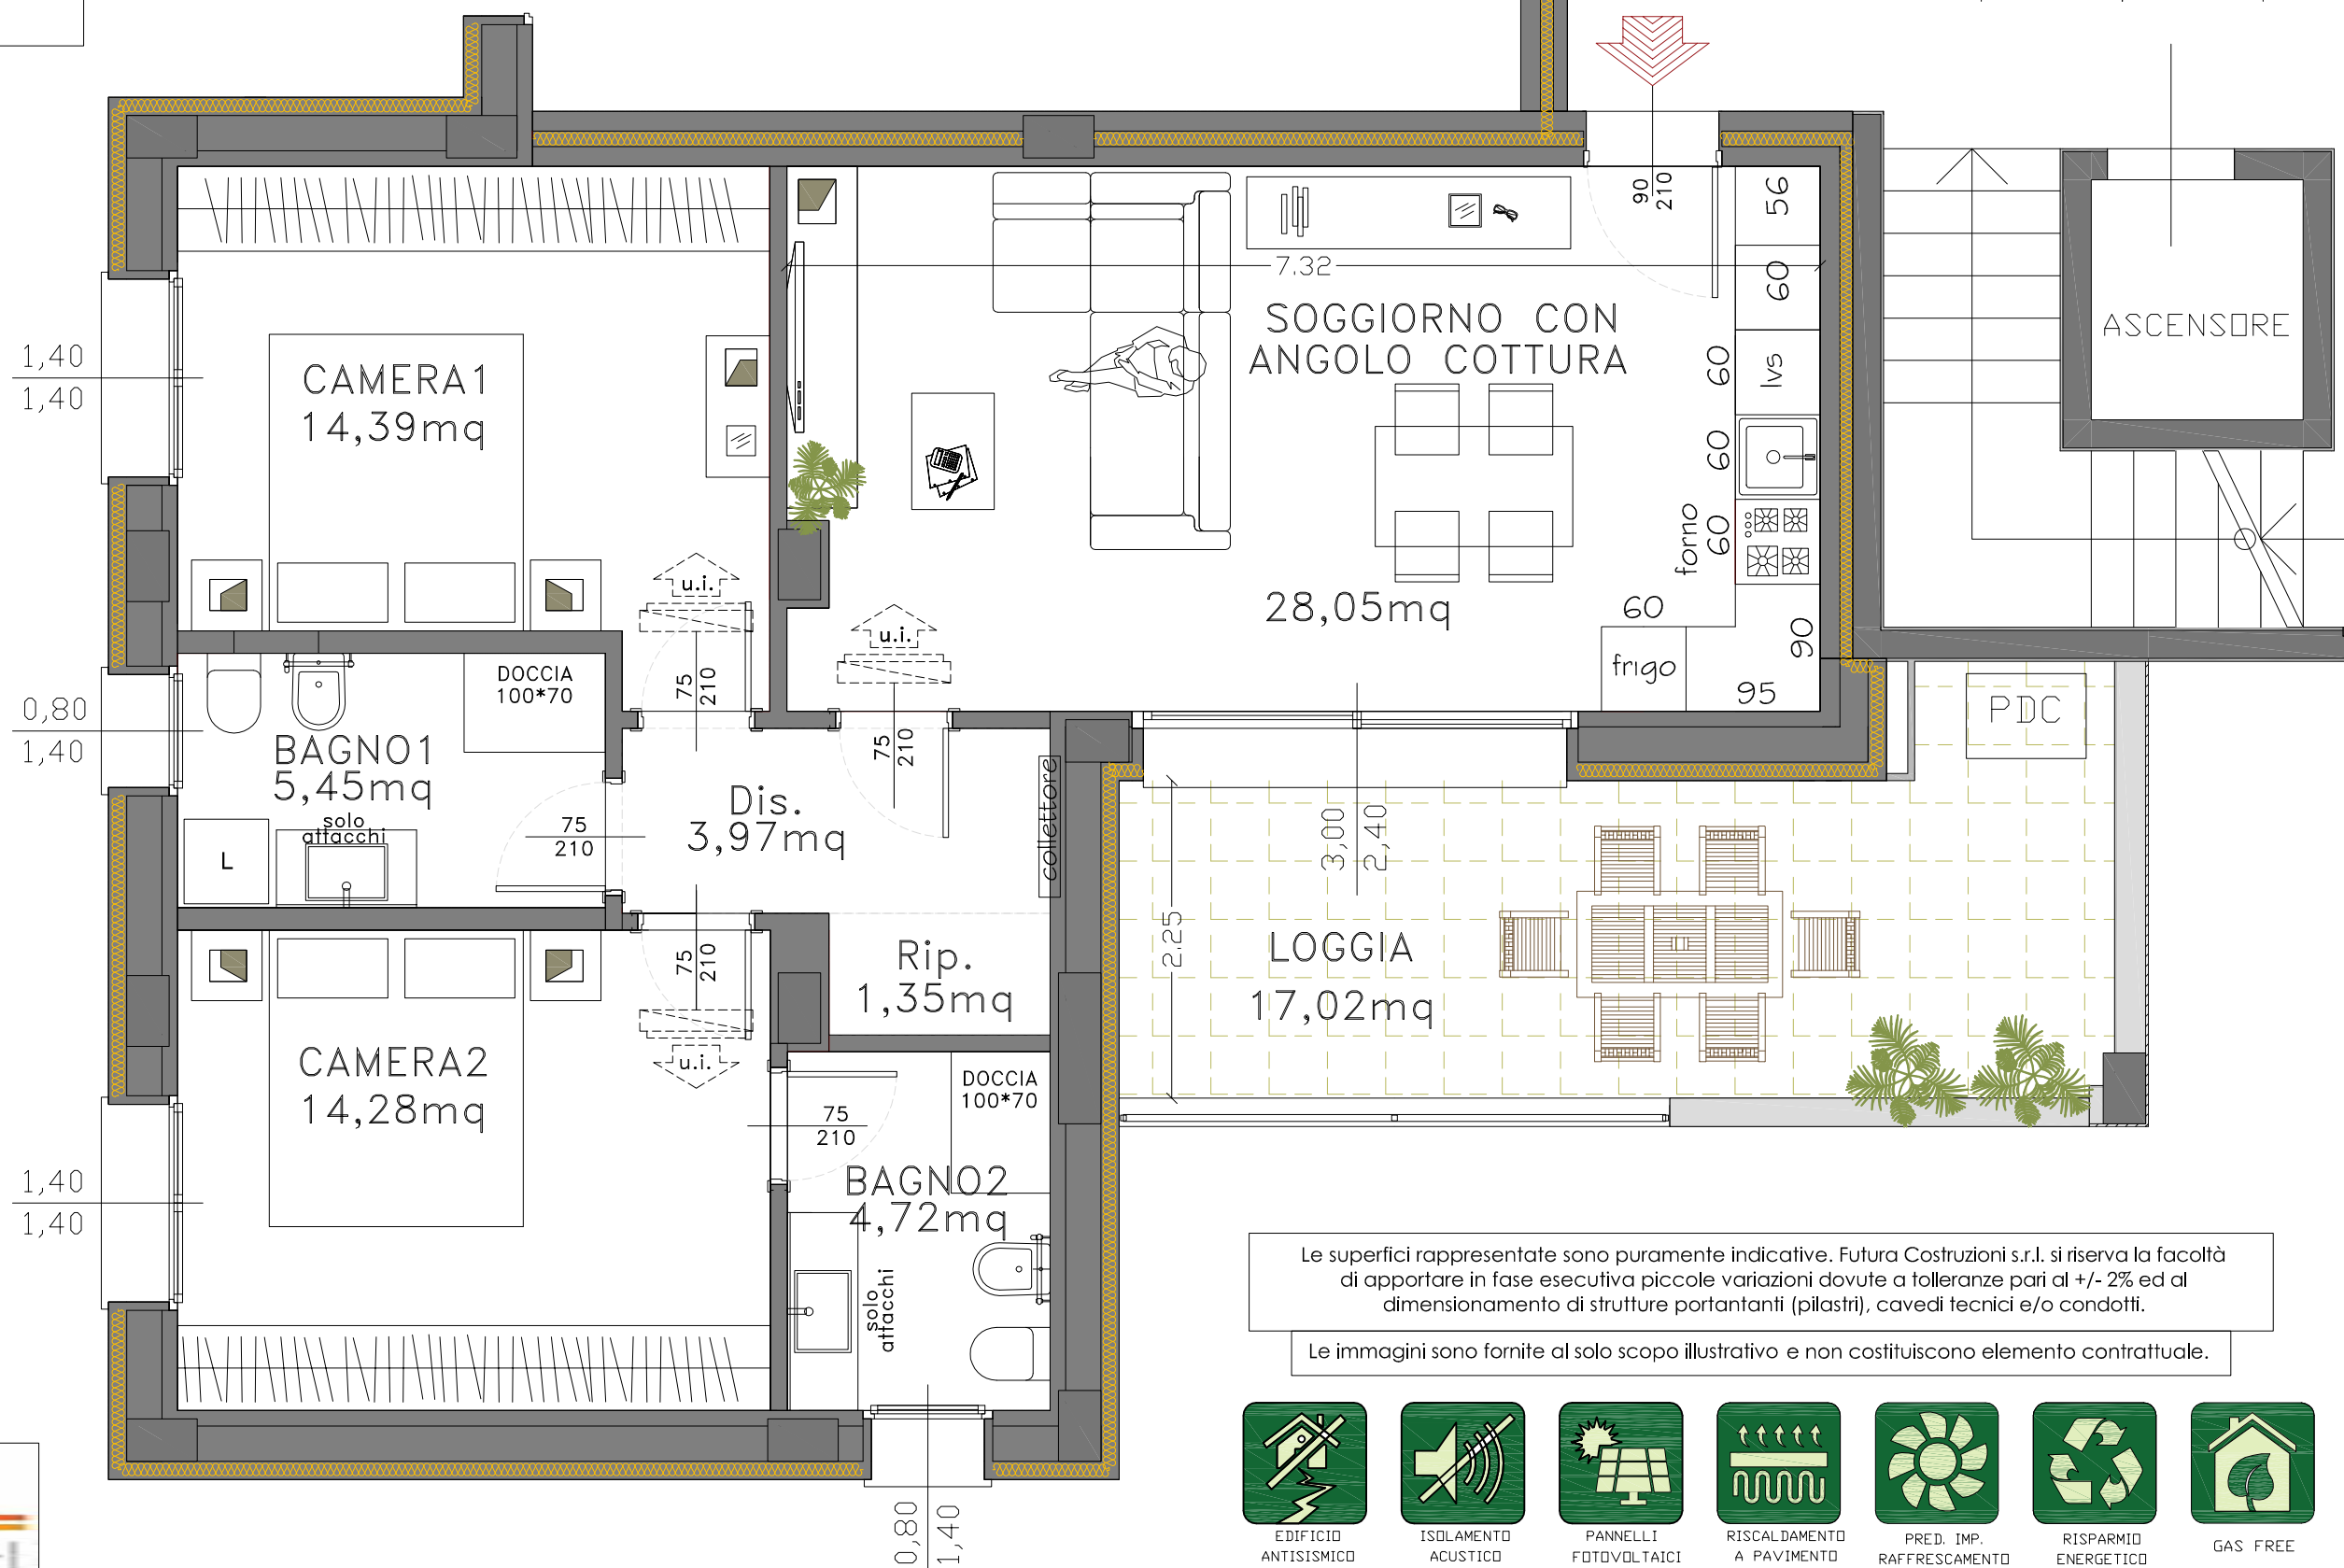 90
210
56
7.32
60
SOGGIORNO CON
ANGOLO COTTURA
ASCENSORE
1,40
1,40
CAMERA1
14,39mq
60
lvs
60
forno
60
u.i.
u.i.
28,05mq
60
frigo
90
95
PDC
75
210
75
210
DOCCIA
100*70
0,80
1,40
BAGNO1
5,45mq
solo
attacchi
L
75
210
Dis.
3,97mq
collettore
3,00
2,40
2.25
LOGGIA
17,02mq
75
210
Rip.
1,35mq
u.i.
CAMERA2
14,28mq
1,40
1,40
75
210
DOCCIA
100*70
BAGNO2
4,72mq
solo
attacchi
0,80
1,40
Le superfici rappresentate sono puramente indicative. Futura Costruzioni s.r.l. si riserva la facoltà
di apportare in fase esecutiva piccole variazioni dovute a tolleranze pari al +/- 2% ed al
dimensionamento di strutture portantanti (pilastri), cavedi tecnici e/o condotti.
Le immagini sono fornite al solo scopo illustrativo e non costituiscono elemento contrattuale.
EDIFICIO
ANTISISMICO
ISOLAMENTO
ACUSTICO
PANNELLI
FOTOVOLTAICI
RISCALDAMENTO
A PAVIMENTO
PRED. IMP.
RAFFRESCAMENTO
RISPARMIO
ENERGETICO
GAS FREE